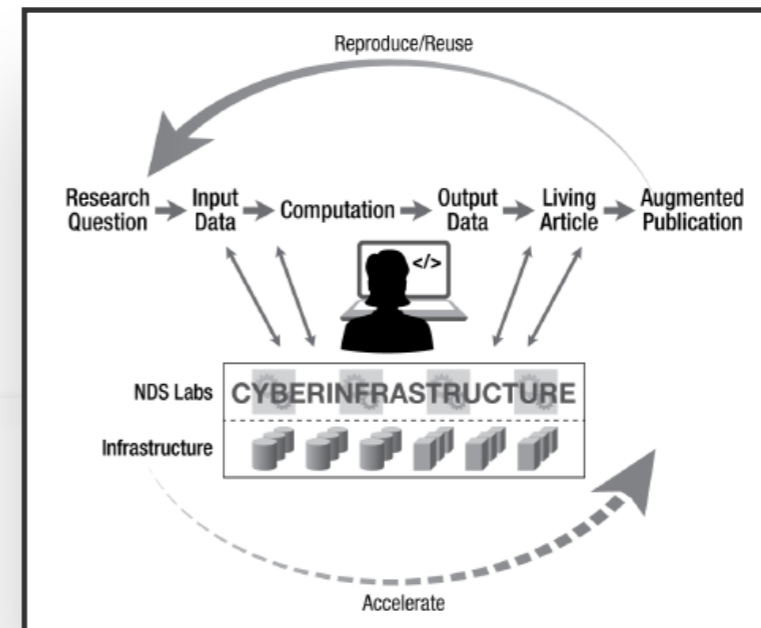 Reproduce/Reuse
Research Question
Input Data
Computation
Output Data
Living Article
Augmented Publication
</>
NDS Labs
CYBERINFRASTRUCTURE
Infrastructure
Accelerate